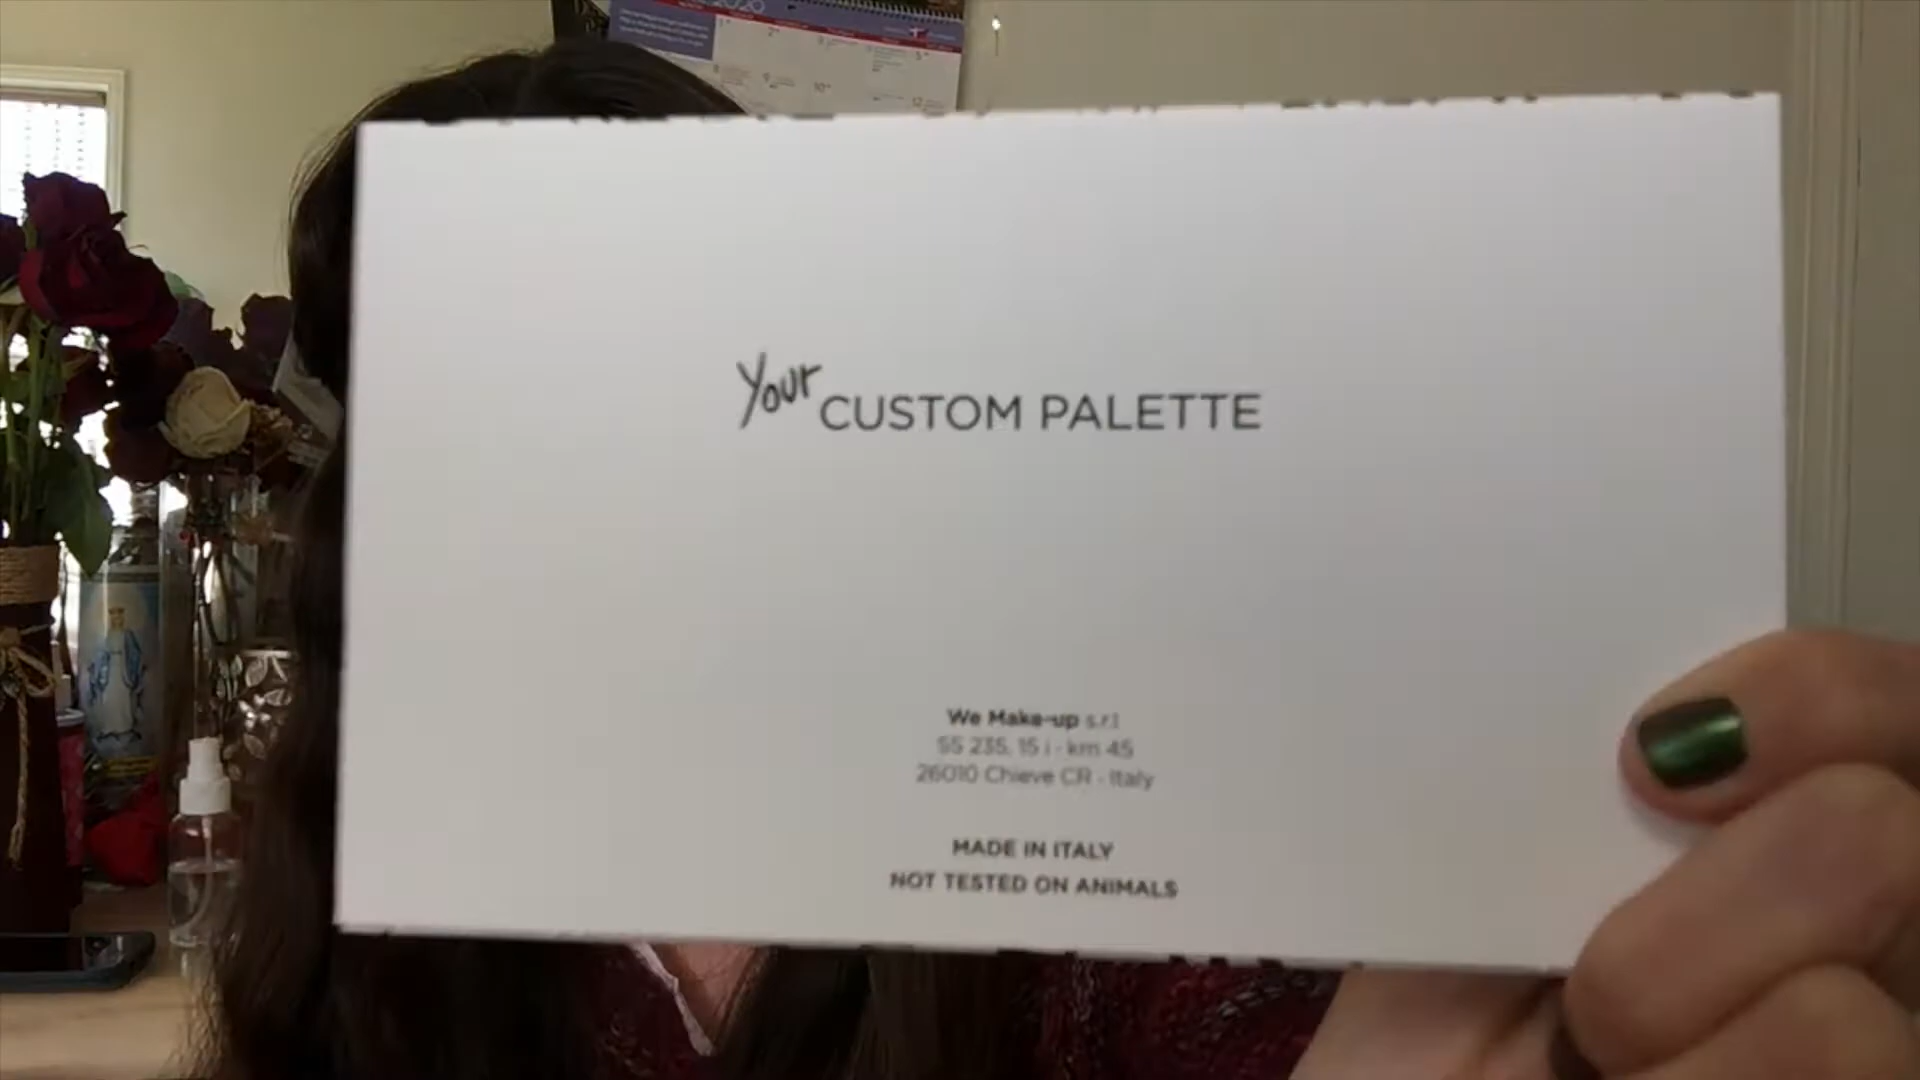 2020
Your CUSTOM PALETTE
We Make-up s.r.l
SS 235, 15 i - km 45
26010 Chieve CR - Italy
MADE IN ITALY
NOT TESTED ON ANIMALS